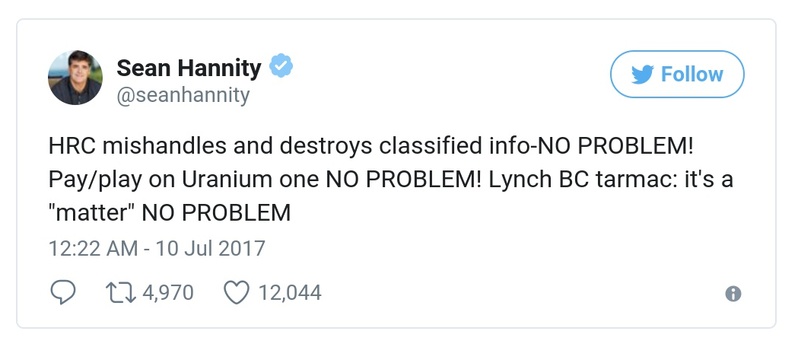 Sean Hannity
@seanhannity
Follow
HRC mishandles and destroys classified info-NO PROBLEM!
Pay/play on Uranium one NO PROBLEM! Lynch BC tarmac: it's a
"matter" NO PROBLEM
12:22 AM - 10 Jul 2017
4,970 12,044